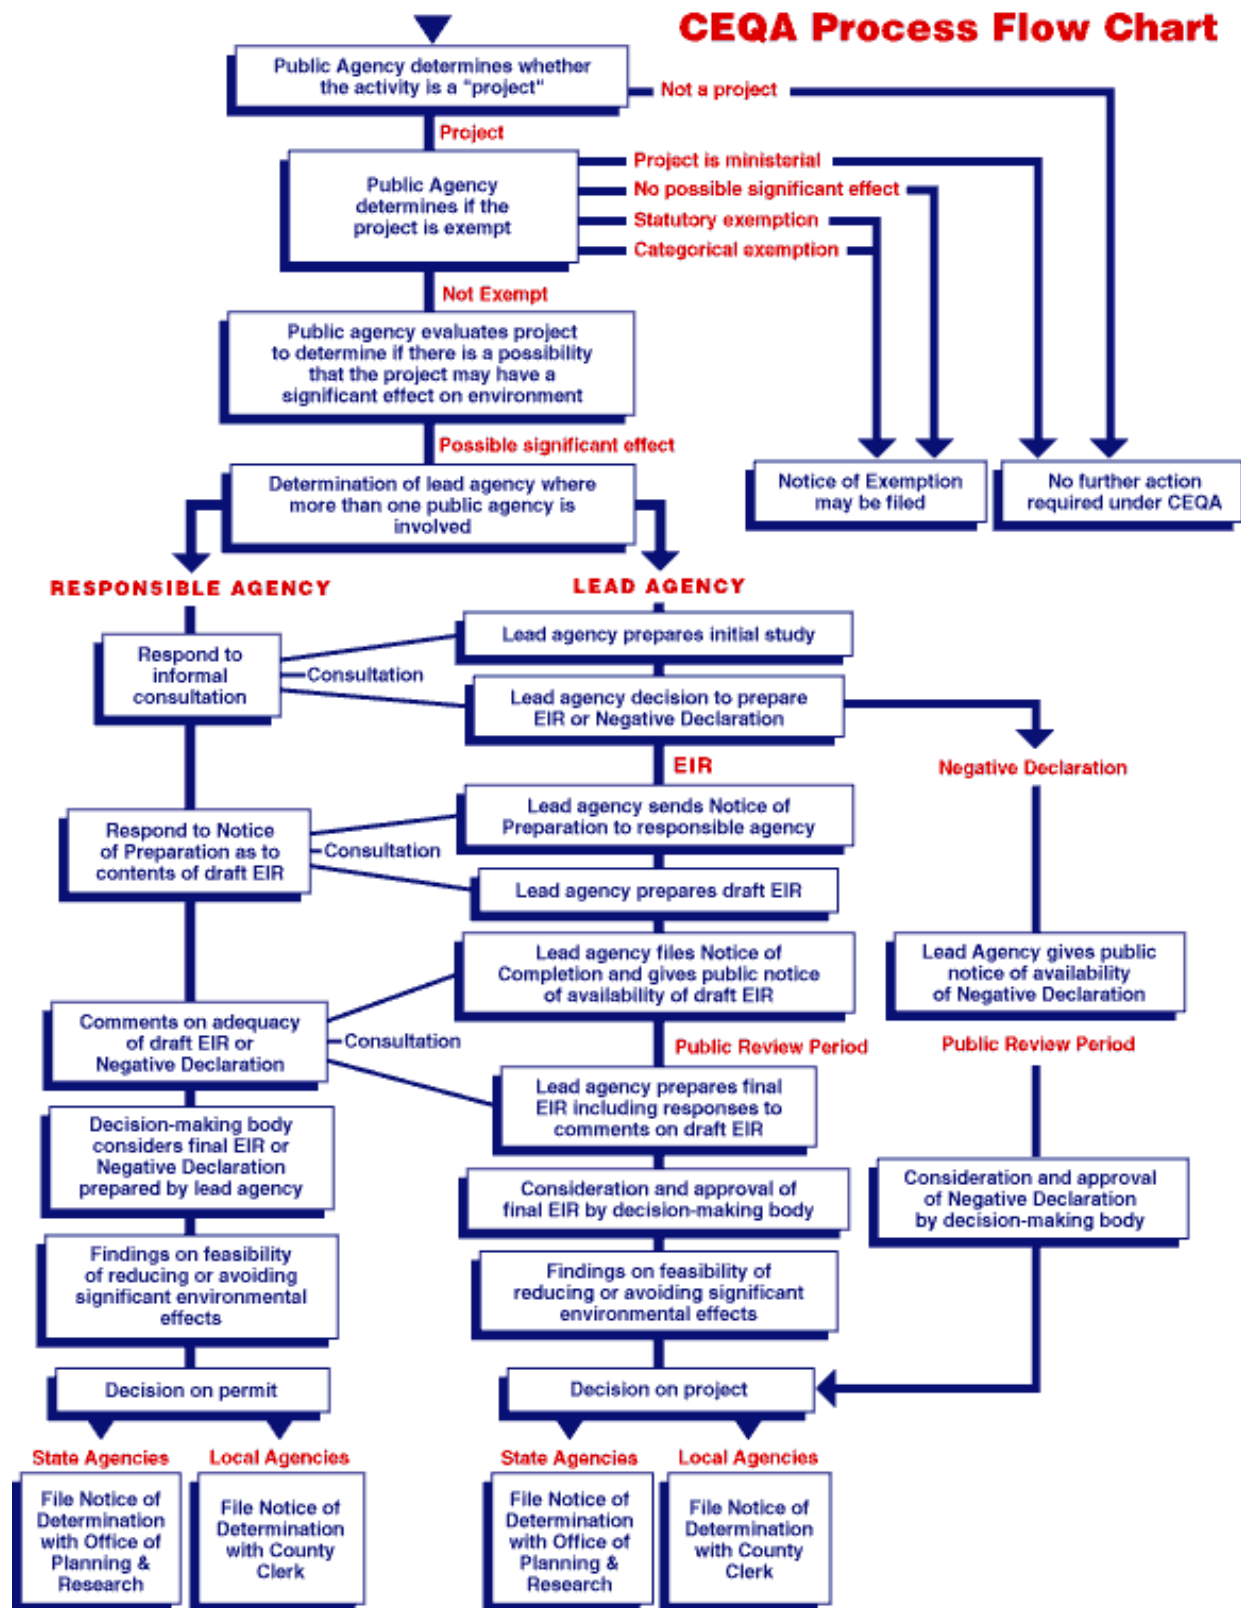 CEQA Process Flow Chart
Public Agency determines whether
the activity is a "project"
Not a project
Project
Public Agency
determines if the
project is exempt
Project is ministerial
No possible significant effect
Statutory exemption
Categorical exemption
Not Exempt
Public agency evaluates project
to determine if there is a possibility
that the project may have a
significant effect on environment
Possible significant effect
Determination of lead agency where
more than one public agency is
involved
Notice of Exemption
may be filed
No further action
required under CEQA
RESPONSIBLE AGENCY
LEAD AGENCY
Respond to
informal
consultation
Consultation
Lead agency prepares initial study
Lead agency decision to prepare
EIR or Negative Declaration
EIR
Negative Declaration
Respond to Notice
of Preparation as to
contents of draft EIR
Consultation
Lead agency sends Notice of
Preparation to responsible agency
Lead agency prepares draft EIR
Lead agency files Notice of
Completion and gives public notice
of availability of draft EIR
Lead Agency gives public
notice of availability
of Negative Declaration
Comments on adequacy
of draft EIR or
Negative Declaration
Consultation
Public Review Period
Public Review Period
Lead agency prepares final
EIR including responses to
comments on draft EIR
Decision-making body
considers final EIR or
Negative Declaration
prepared by lead agency
Consideration and approval of
final EIR by decision-making body
Consideration and approval
of Negative Declaration
by decision-making body
Findings on feasibility
of reducing or avoiding
significant environmental
effects
Findings on feasibility of
reducing or avoiding significant
environmental effects
Decision on permit
Decision on project
State Agencies
Local Agencies
State Agencies
Local Agencies
File Notice of
Determination
with Office of
Planning &
Research
File Notice of
Determination
with County
Clerk
File Notice of
Determination
with Office of
Planning &
Research
File Notice of
Determination
with County
Clerk